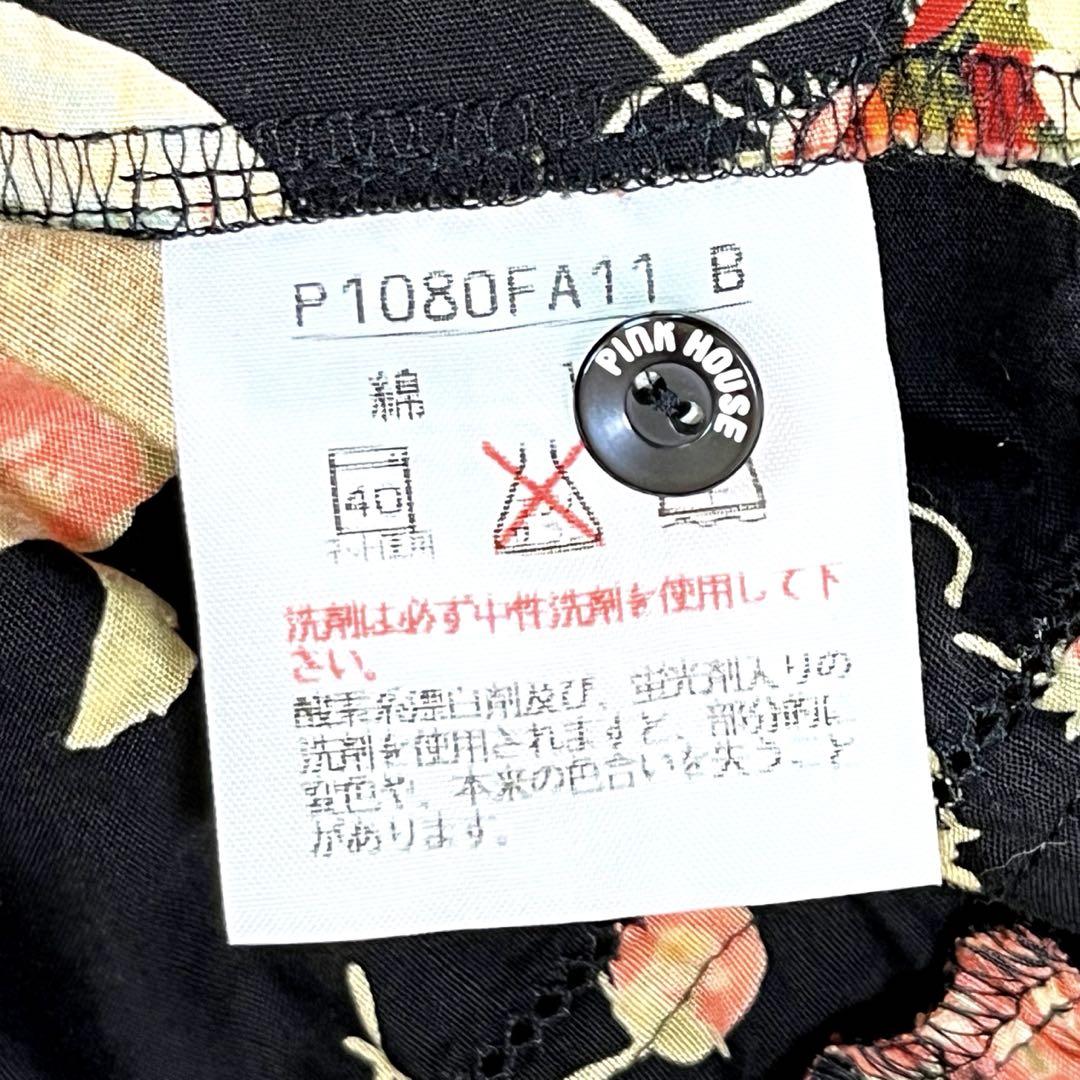 P1080FA11 B
PINK HOUSE
綿
40
洗剤は必ず中性洗剤を使用して下
さい。
酸素系漂白剤及び、蛍光剤入りの
洗剤を使用されますと、部分的に
変色や、本来の色合いを失うこと
があります。